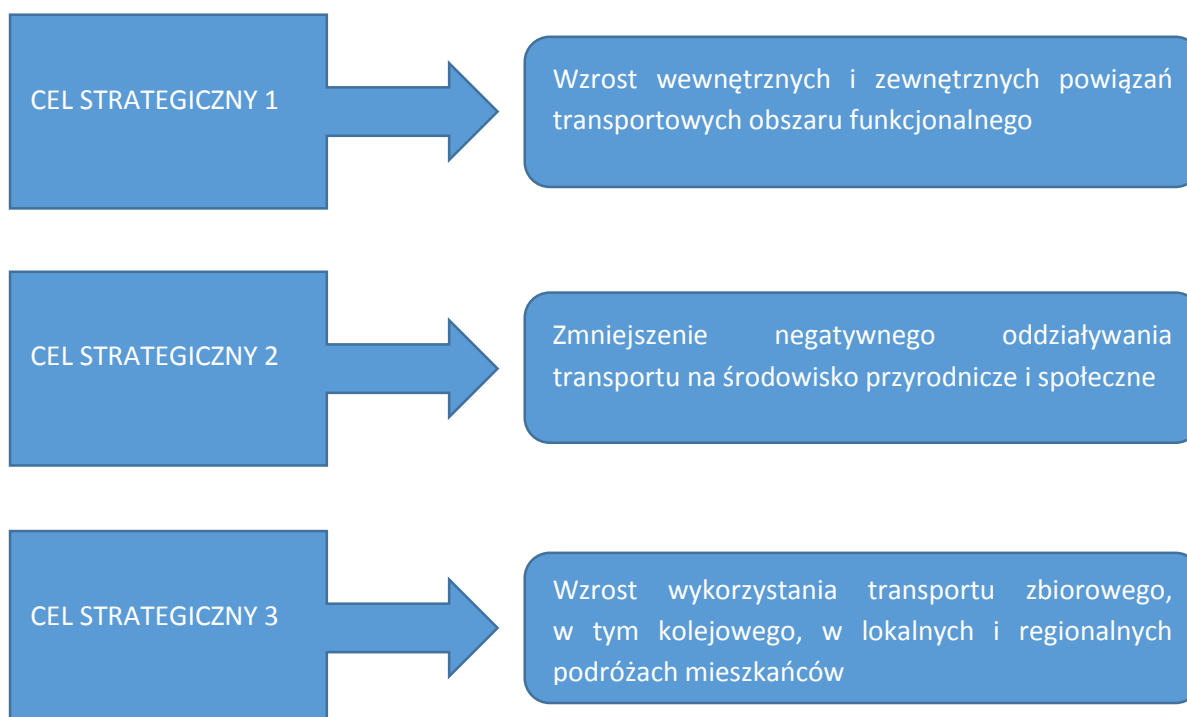 CEL STRATEGICZNY 1
Wzrost wewnętrznych i zewnętrznych powiązań
transportowych obszaru funkcjonalnego
CEL STRATEGICZNY 2
Zmniejszenie negatywnego oddziaływania
transportu na środowisko przyrodnicze i społeczne
CEL STRATEGICZNY 3
Wzrost wykorzystania transportu zbiorowego,
w tym kolejowego, w lokalnych i regionalnych
podróżach mieszkańców